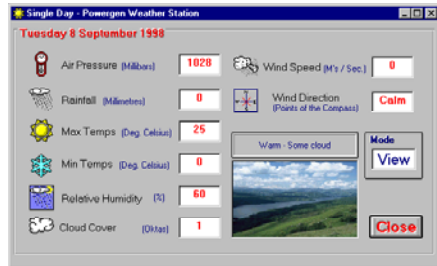 Single Day - Powergen Weather Station
Tuesday 8 September 1998
Air Pressure (Millibars) 1028
Rainfall (Millimetres) 0
Max Temps (Deg. Celsius) 25
Min Temps (Deg. Celsius) 0
Relative Humidity (%) 60
Cloud Cover (Oktas) 1
Wind Speed (M's / Sec.) 0
Wind Direction Calm
(Points of the Compass)
Warm - Some cloud
Mode
View
Close